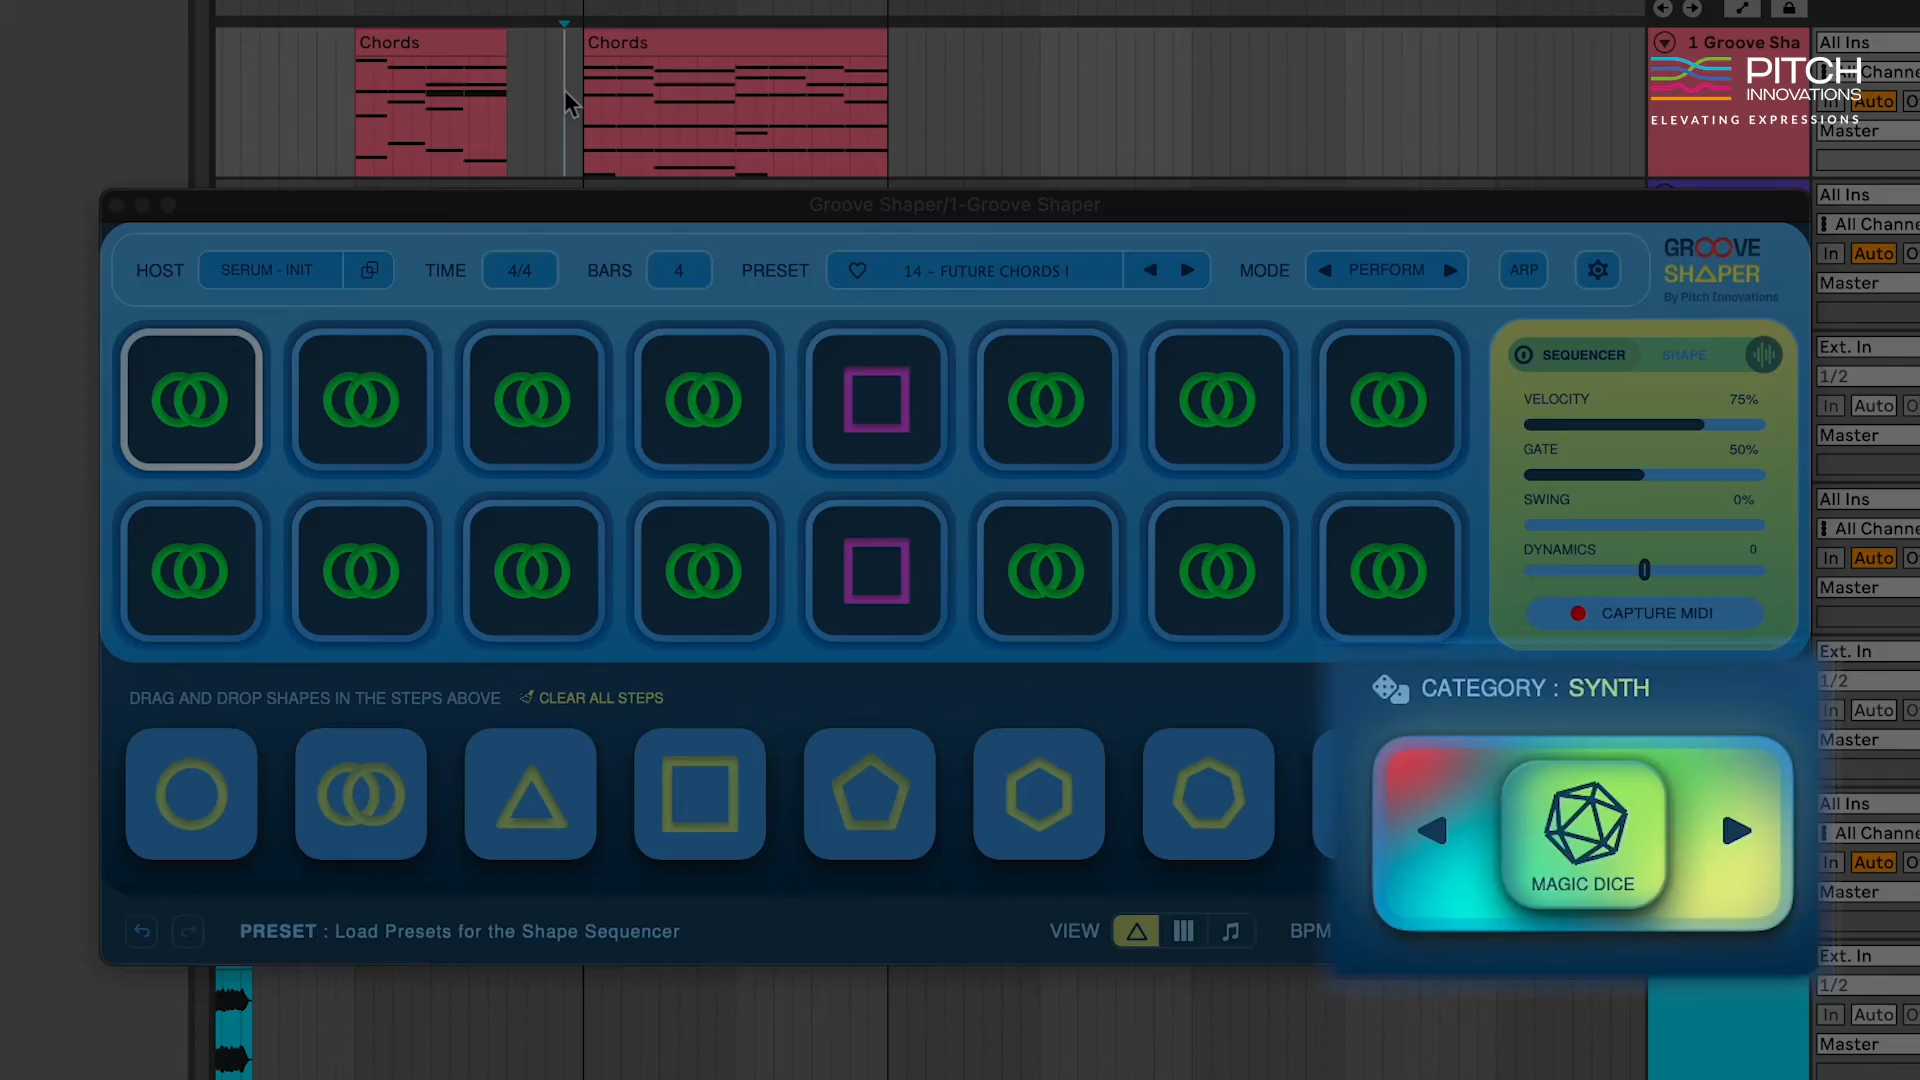 Chords
Chords
1 Groove Sha
All Ins
All Channe
In Auto O
Master
PITCH
INNOVATIONS
ELEVATING EXPRESSIONS
Groove Shaper/1-Groove Shaper
All Ins
All Channe
In Auto O
Master
HOST SERUM - INIT TIME 4/4 BARS 4 PRESET 14 - FUTURE CHORDS I MODE PERFORM ARP
GROOVE
SHAPER
By Pitch Innovations
SEQUENCER SHAPE
VELOCITY 75%
GATE 50%
SWING 0%
DYNAMICS 0
CAPTURE MIDI
Ext. In
1/2
In Auto O
Master
All Ins
All Channe
In Auto O
Master
DRAG AND DROP SHAPES IN THE STEPS ABOVE CLEAR ALL STEPS
CATEGORY : SYNTH
MAGIC DICE
Ext. In
1/2
In Auto O
Master
All Ins
All Channe
In Auto O
Master
PRESET : Load Presets for the Shape Sequencer
VIEW BPM
Ext. In
1/2
In Auto O
Master